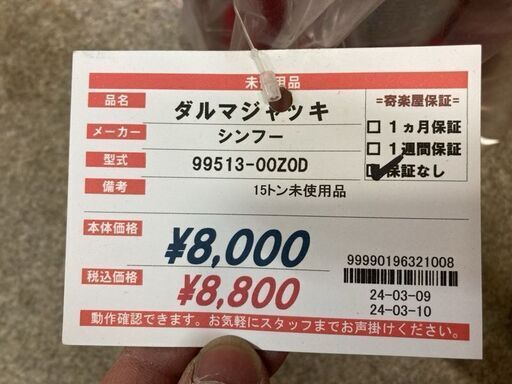 未使用品
品名 ダルマジャッキ
メーカー シンフー
型式 99513-00Z0D
備考 15トン未使用品
=寄楽屋保証=
1ヵ月保証
1週間保証
保証なし
本体価格 ¥8,000
税込価格 ¥8,800
99990196321008
24-03-09
24-03-10
動作確認できます。お気軽にスタッフまでお声掛けください。